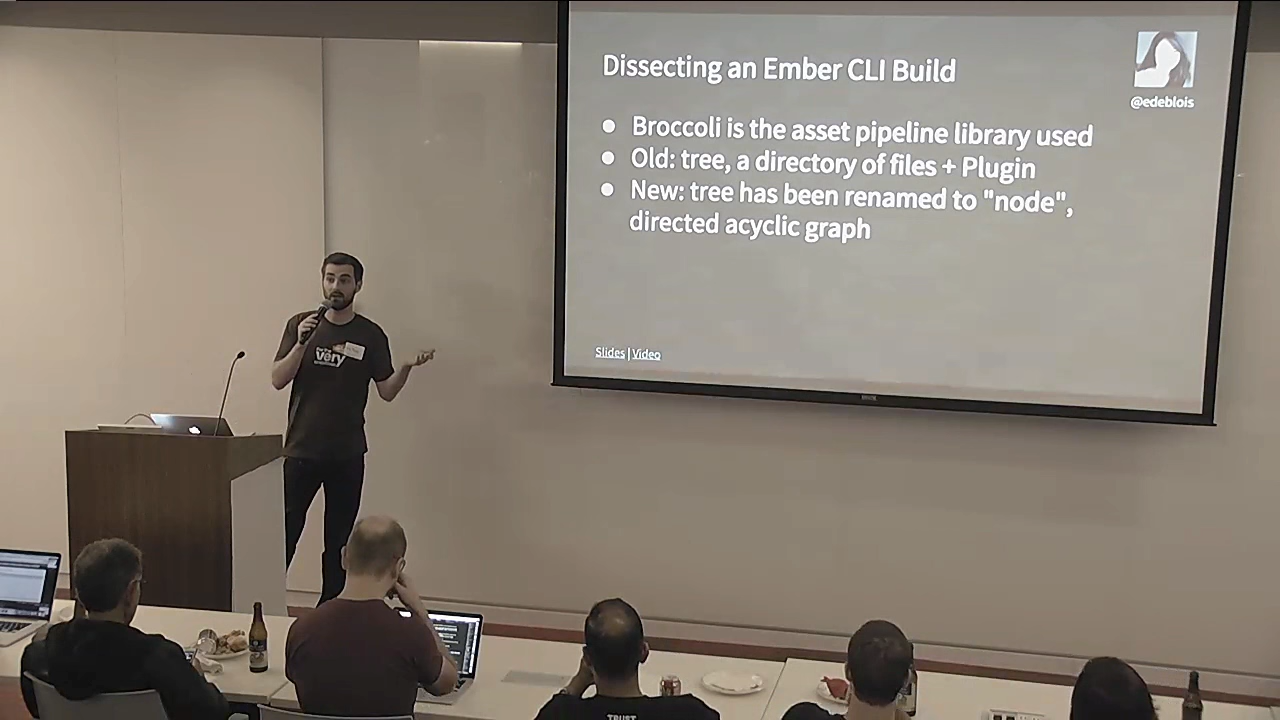 Dissecting an Ember CLI Build
@edeblois
● Broccoli is the asset pipeline library used
● Old: tree, a directory of files + Plugin
● New: tree has been renamed to "node",
directed acyclic graph
Slides | Video
very
TRUST